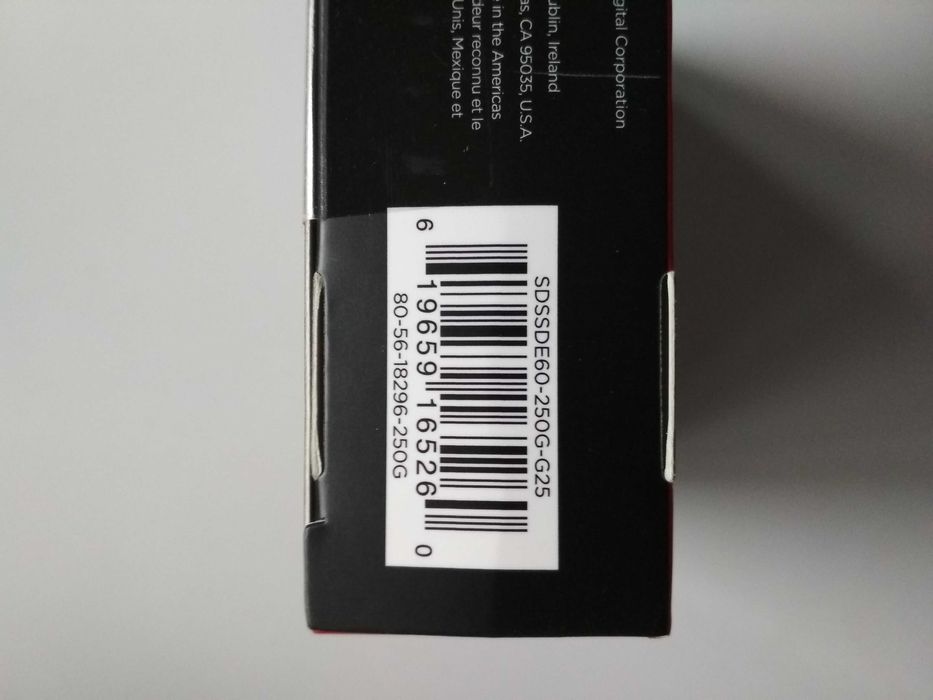 gital Corporation
ublin, Ireland
as, CA 95035, U.S.A.
in the Americas
deur reconnu et le
Unis, Mexique et
SDSSDE60-250G-G25
6 19659 16526 0
80-56-18296-250G